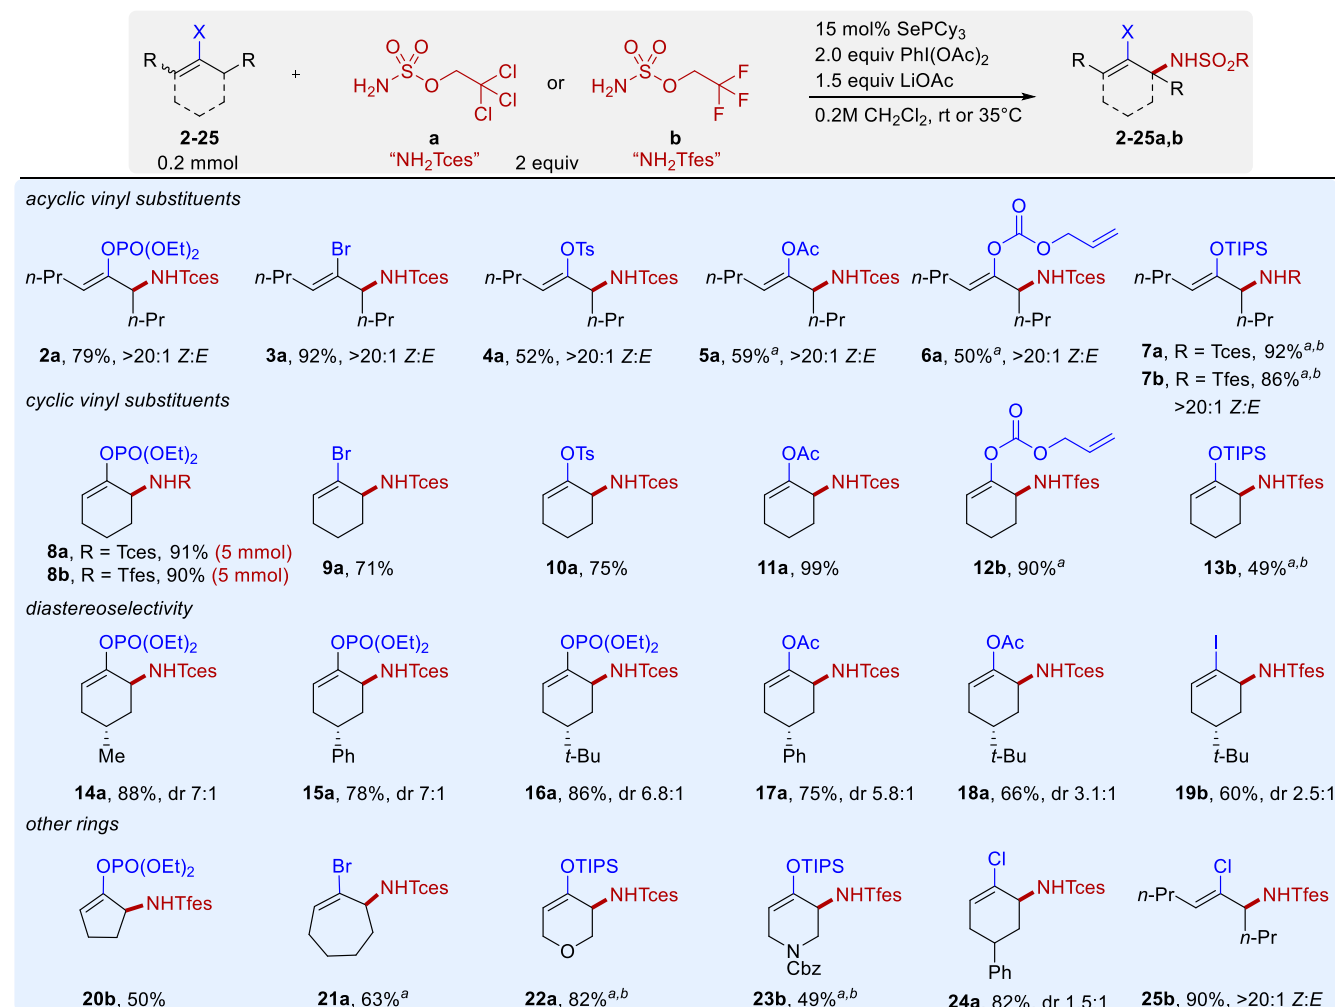 X
R
R
2-25
0.2 mmol
+
O O
S
H2N
O
Cl
Cl
Cl
a
“NH2Tces”
or
2 equiv
O O
S
H2N
O
F
F
F
b
“NH2Tfes”
15 mol% SePCy3
2.0 equiv PhI(OAc)2
1.5 equiv LiOAc
0.2M CH2Cl2, rt or 35°C
X
R
NHSO2R
R
2-25a,b
acyclic vinyl substituents
OPO(OEt)2
n-Pr
NHTces
n-Pr
2a, 79%, >20:1 Z:E
Br
n-Pr
NHTces
n-Pr
3a, 92%, >20:1 Z:E
OTs
n-Pr
NHTces
n-Pr
4a, 52%, >20:1 Z:E
OAc
n-Pr
NHTces
n-Pr
5a, 59%a, >20:1 Z:E
O
O
O
n-Pr
NHTces
n-Pr
6a, 50%a, >20:1 Z:E
OTIPS
n-Pr
NHR
n-Pr
7a, R = Tces, 92%a,b
7b, R = Tfes, 86%a,b
>20:1 Z:E
cyclic vinyl substituents
OPO(OEt)2
NHR
8a, R = Tces, 91% (5 mmol)
8b, R = Tfes, 90% (5 mmol)
Br
NHTces
9a, 71%
OTs
NHTces
10a, 75%
OAc
NHTces
11a, 99%
O
O
O
NHTfes
12b, 90%a
OTIPS
NHTfes
13b, 49%a,b
diastereoselectivity
OPO(OEt)2
NHTces
Me
14a, 88%, dr 7:1
OPO(OEt)2
NHTces
Ph
15a, 78%, dr 7:1
OPO(OEt)2
NHTces
t-Bu
16a, 86%, dr 6.8:1
OAc
NHTces
Ph
17a, 75%, dr 5.8:1
OAc
NHTces
t-Bu
18a, 66%, dr 3.1:1
I
NHTfes
t-Bu
19b, 60%, dr 2.5:1
other rings
OPO(OEt)2
NHTfes
20b, 50%
Br
NHTces
21a, 63%a
OTIPS
NHTces
O
22a, 82%a,b
OTIPS
NHTfes
N
Cbz
23b, 49%a,b
Cl
NHTces
Ph
24a, 82%, dr 1.5:1
Cl
n-Pr
NHTfes
n-Pr
25b, 90%, >20:1 Z:E